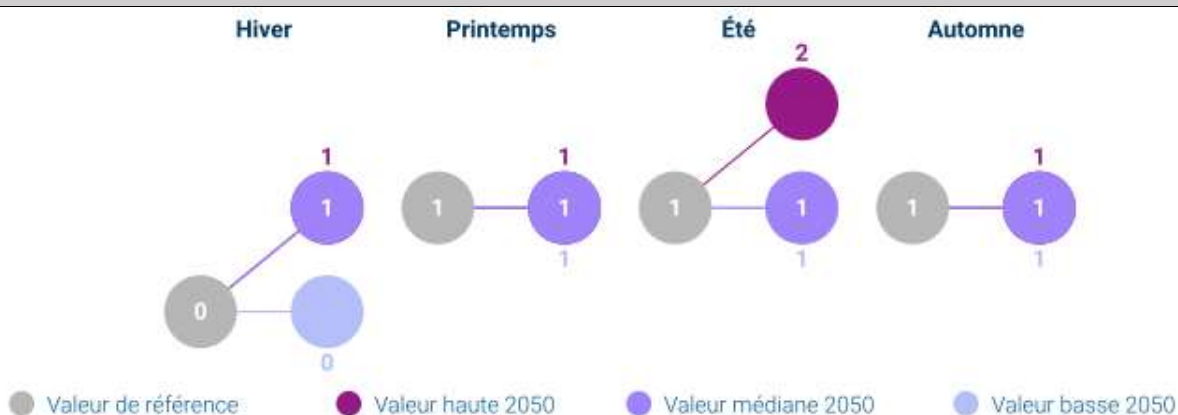 Hiver Printemps Été Automne
2
1 1 1
1 1 1 1 1 1 1
1 1 1
0
0
Valeur de référence Valeur haute 2050 Valeur médiane 2050 Valeur basse 2050